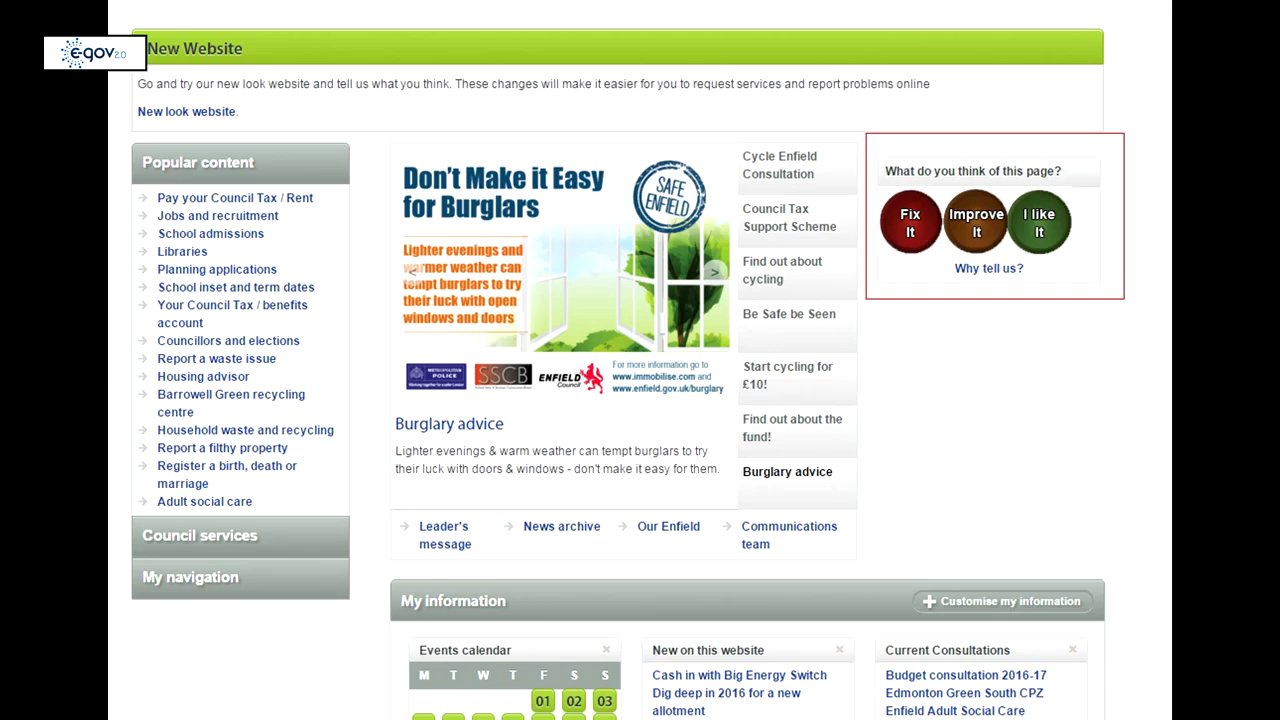 e-gov 2.0
New Website
Go and try our new look website and tell us what you think. These changes will make it easier for you to request services and report problems online
New look website.
Popular content
Pay your Council Tax / Rent
Jobs and recruitment
School admissions
Libraries
Planning applications
School inset and term dates
Your Council Tax / benefits
account
Councillors and elections
Report a waste issue
Housing advisor
Barrowell Green recycling
centre
Household waste and recycling
Report a filthy property
Register a birth, death or
marriage
Adult social care
Council services
My navigation
Don't Make it Easy
for Burglars
SAFE
ENFIELD
Lighter evenings and
warmer weather can
tempt burglars to try
their luck with open
windows and doors
<
>
METROPOLITAN
POLICE
SSCB
ENFIELD
Council
For more information go to
www.immobilise.com and
www.enfield.gov.uk/burglary
Burglary advice
Lighter evenings & warm weather can tempt burglars to try
their luck with doors & windows - don't make it easy for them.
Cycle Enfield
Consultation
Council Tax
Support Scheme
Find out about
cycling
Be Safe be Seen
Start cycling for
£10!
Find out about the
fund!
Burglary advice
Leader's
message
News archive
Our Enfield
Communications
team
What do you think of this page?
Fix
It
Improve
It
I like
It
Why tell us?
My information
Customise my information
Events calendar
M T W T F S S
01 02 03
New on this website
Cash in with Big Energy Switch
Dig deep in 2016 for a new
allotment
Current Consultations
Budget consultation 2016-17
Edmonton Green South CPZ
Enfield Adult Social Care